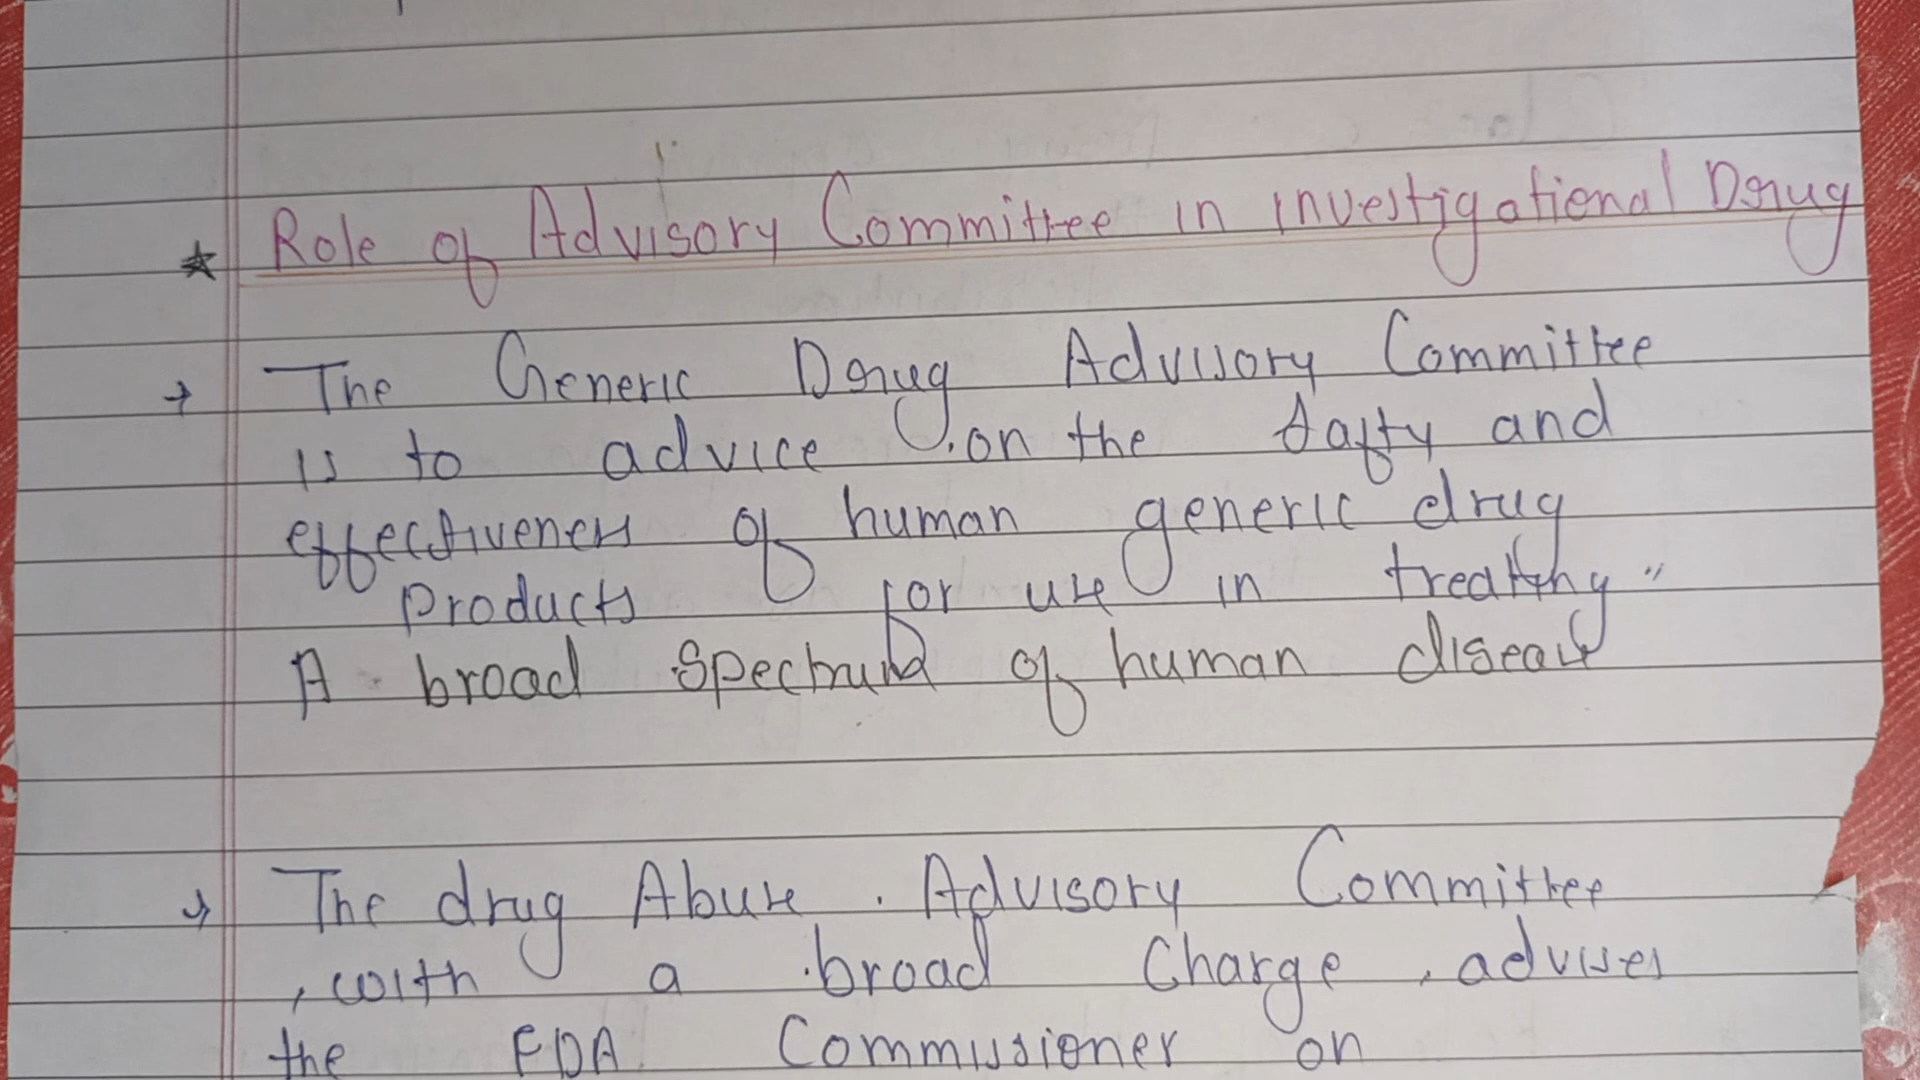 ★ Role of Advisory Committee in investigational Drug
→ The Generic Drug Advisory Committee
is to advice on the safty and
effectiveness of human generic drug
products for use in treating "
A broad spectrum of human disease
→ The drug Abuse Advisory Committee
, with a broad Charge , advises
the FDA Commissioner on